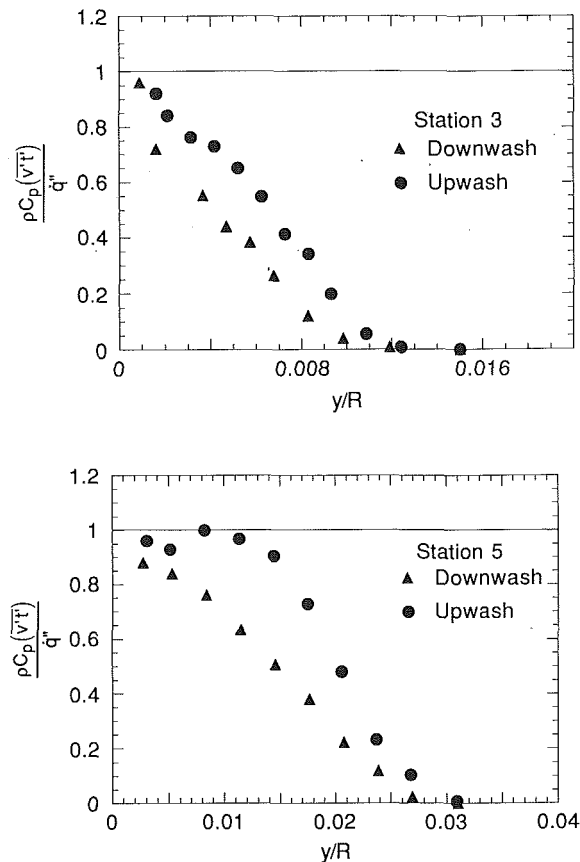 1.2
1
0.8
0.6
0.4
0.2
0
ρCp(v't')
q̇"
Station 3
Downwash
Upwash
0 0.008 0.016
y/R
1.2
1
0.8
0.6
0.4
0.2
0
ρCp(v't')
q̇"
Station 5
Downwash
Upwash
0 0.01 0.02 0.03 0.04
y/R